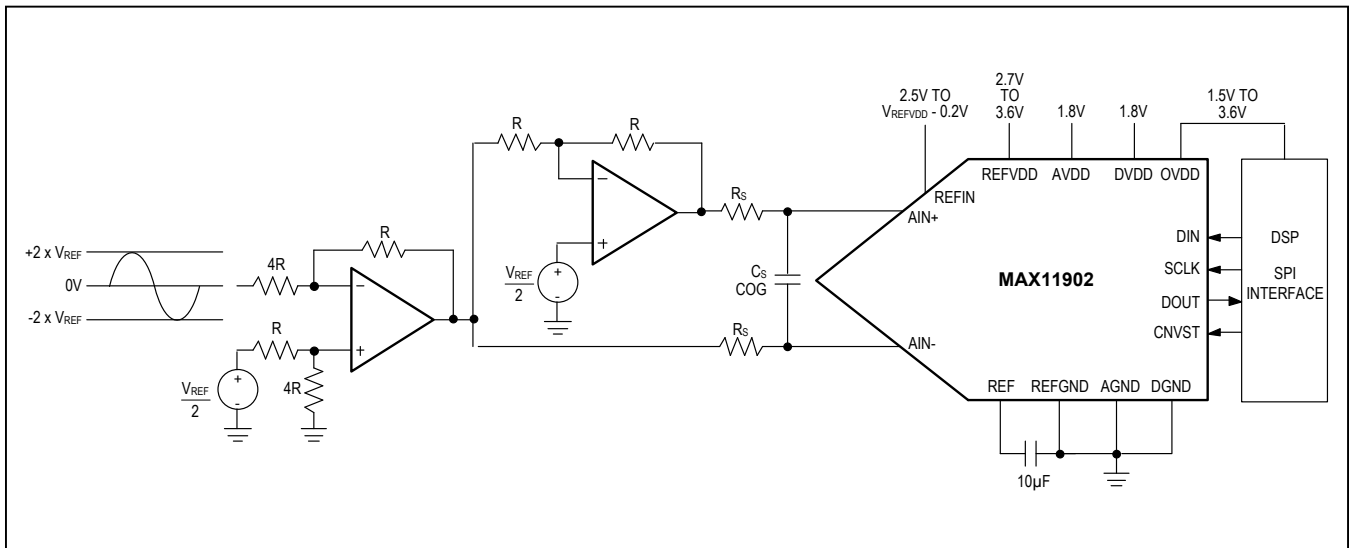 +2 x VREF
0V
-2 x VREF
4R
R
−
+
R
4R
VREF
2
+
-
R
R
−
+
VREF
2
+
-
RS
RS
CS
COG
2.5V TO
VREFVDD - 0.2V
2.7V
TO
3.6V
1.8V
1.8V
1.5V TO
3.6V
REFVDD
AVDD
DVDD
OVDD
REFIN
AIN+
AIN-
MAX11902
DIN
SCLK
DOUT
CNVST
DSP
SPI
INTERFACE
REF
REFGND
AGND
DGND
10µF